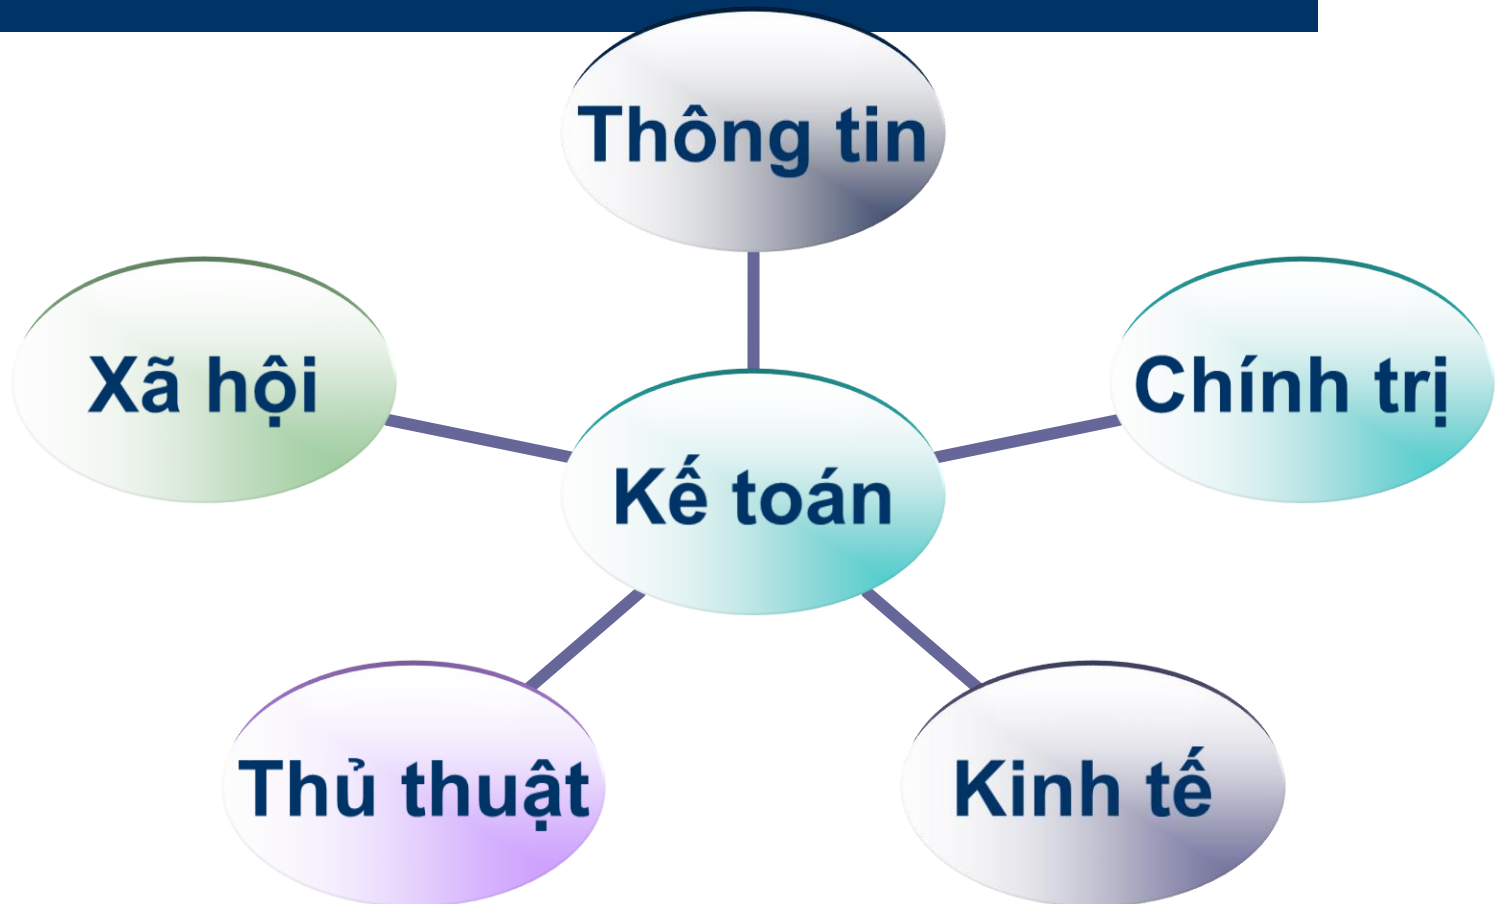 Thông tin
Xã hội
Chính trị
Kế toán
Thủ thuật
Kinh tế